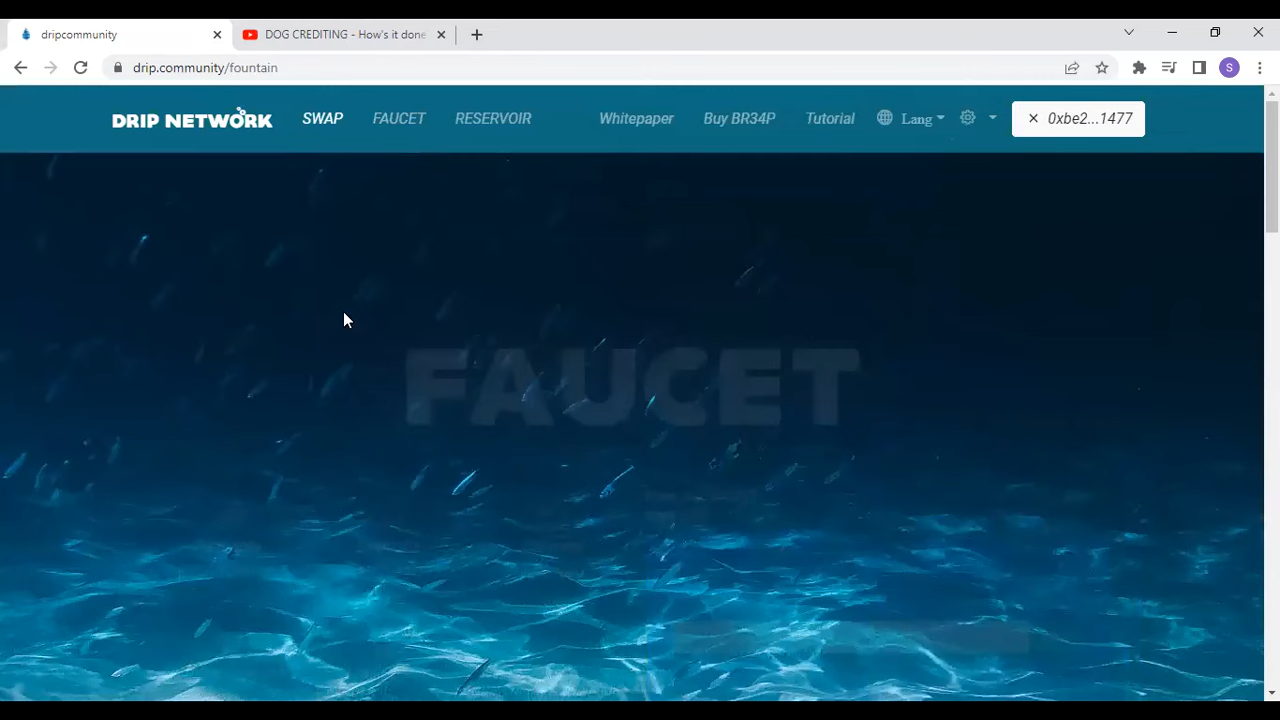 dripcommunity
DOG CREDITING - How's it done
drip.community/fountain
S
DRIP NETWORK
SWAP
FAUCET
RESERVOIR
Whitepaper
Buy BR34P
Tutorial
Lang
0xbe2...1477
FAUCET